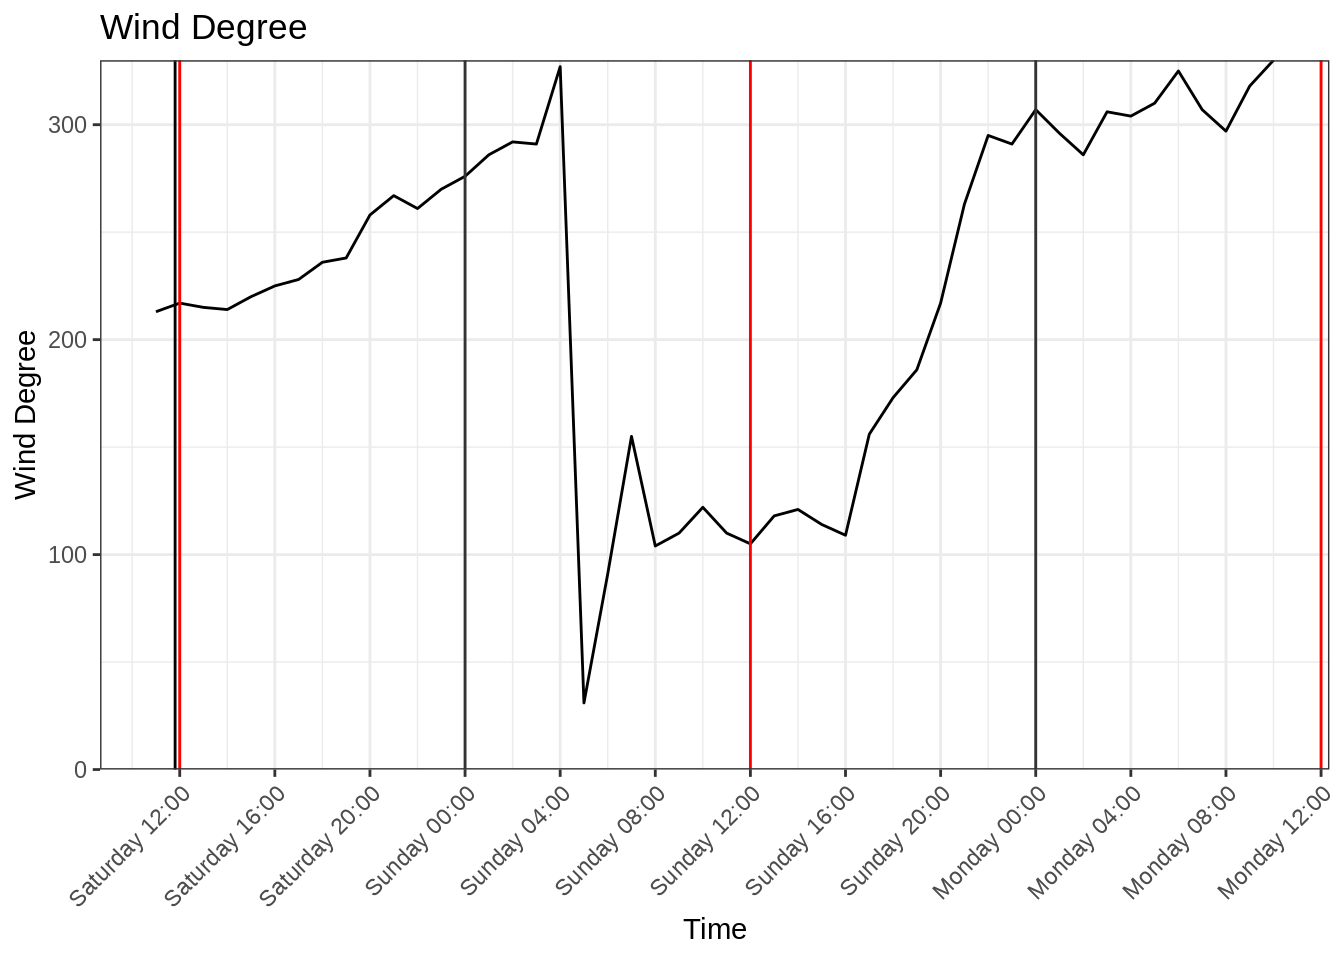 Wind Degree
Wind Degree
300
200
100
0
Saturday 12:00
Saturday 16:00
Saturday 20:00
Sunday 00:00
Sunday 04:00
Sunday 08:00
Sunday 12:00
Sunday 16:00
Sunday 20:00
Monday 00:00
Monday 04:00
Monday 08:00
Monday 12:00
Time